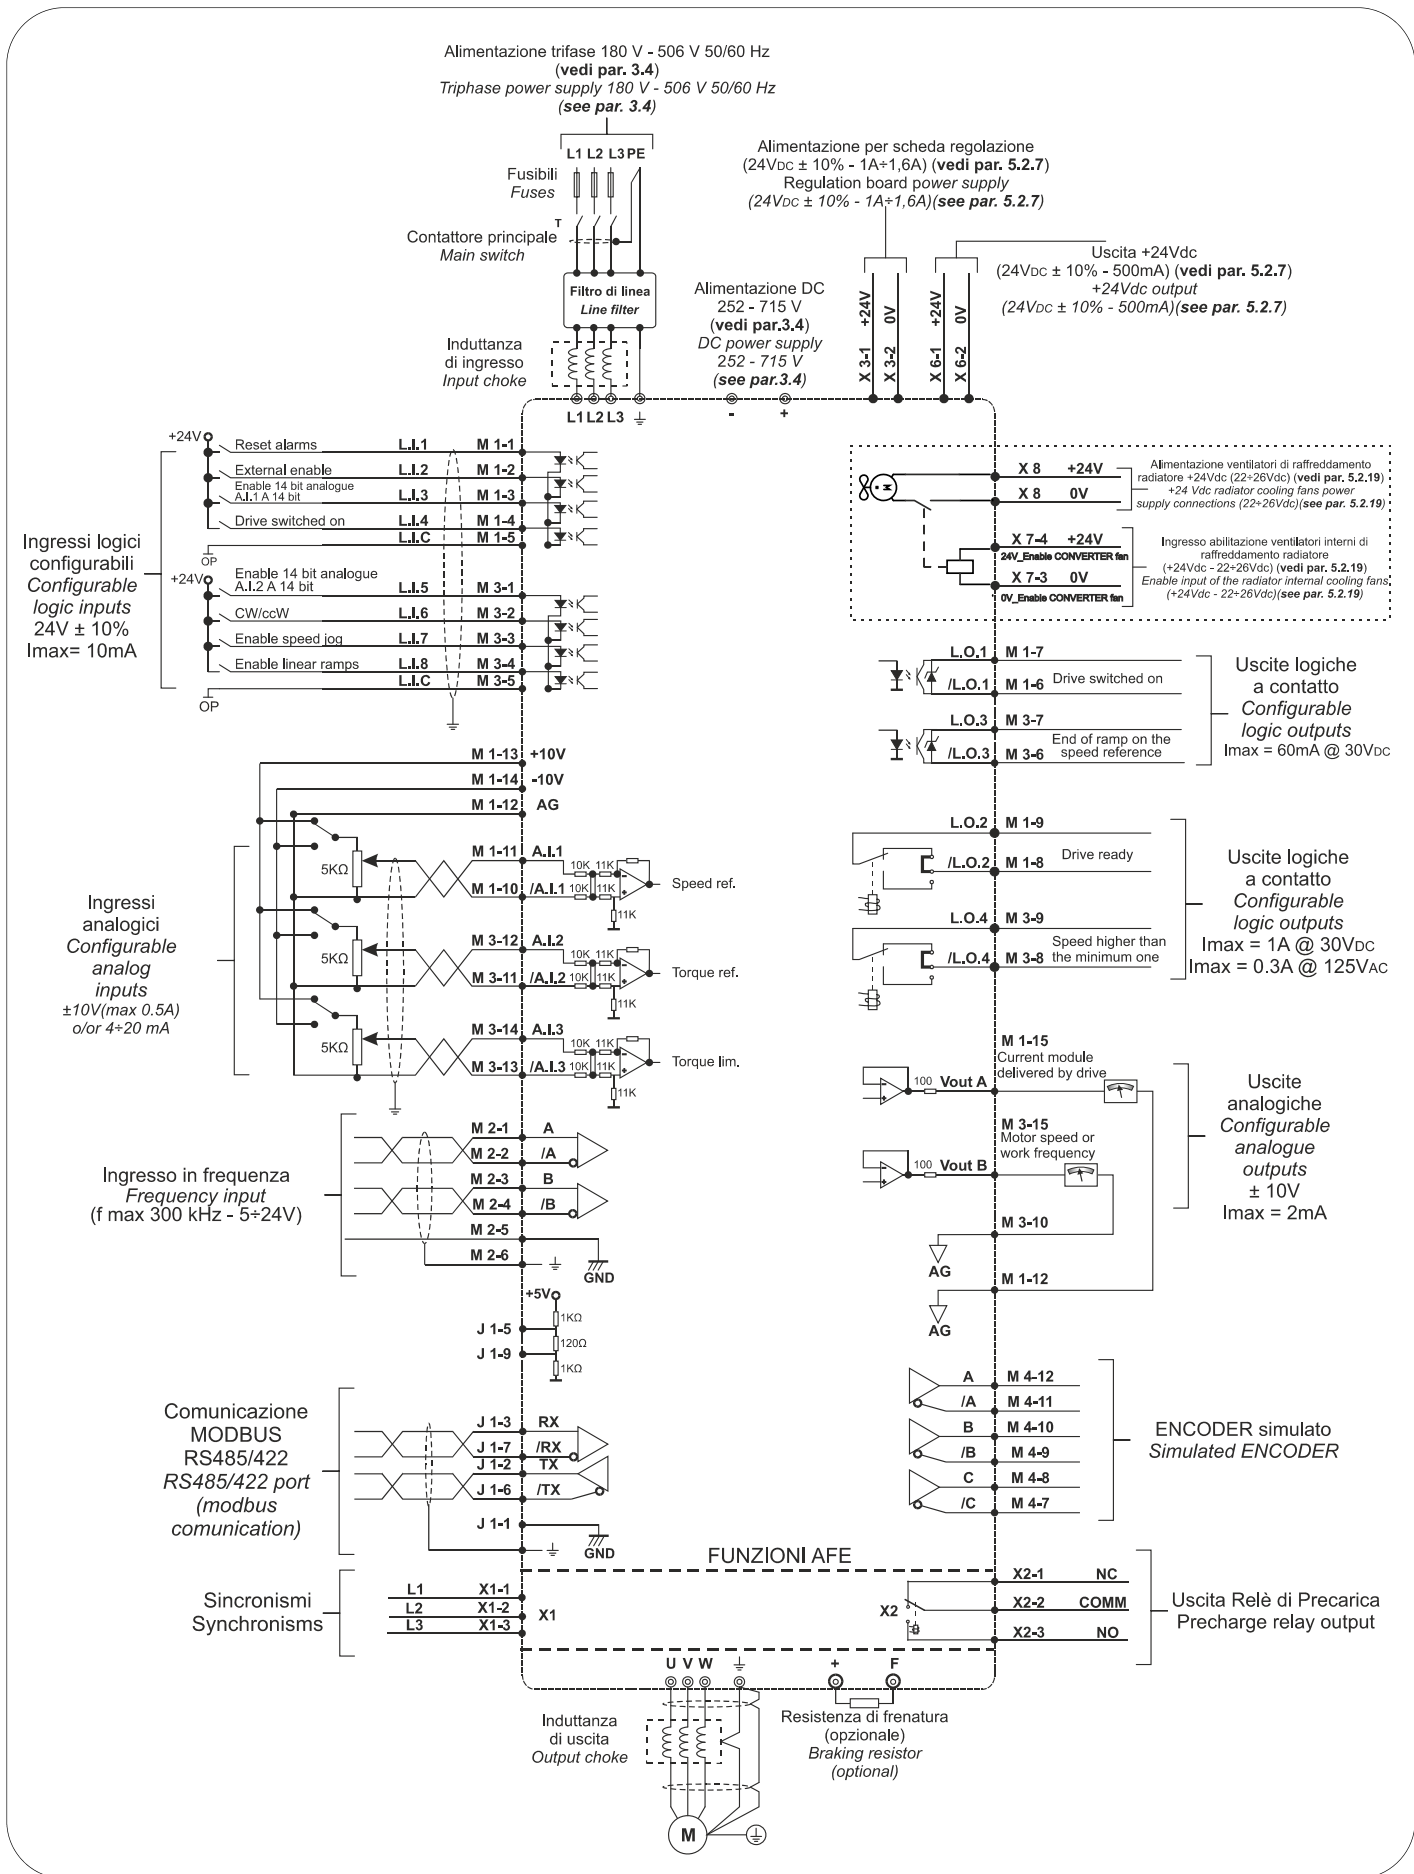 Alimentazione trifase 180 V - 506 V 50/60 Hz
(vedi par. 3.4)
Triphase power supply 180 V - 506 V 50/60 Hz
(see par. 3.4)
L1 L2 L3 PE
Fusibili
Fuses
T
Contattore principale
Main switch
Filtro di linea
Line filter
Induttanza
di ingresso
Input choke
L1 L2 L3
Alimentazione DC
252 - 715 V
(vedi par.3.4)
DC power supply
252 - 715 V
(see par.3.4)
- +
Alimentazione per scheda regolazione
(24VDC ± 10% - 1A÷1,6A) (vedi par. 5.2.7)
Regulation board power supply
(24VDC ± 10% - 1A÷1,6A)(see par. 5.2.7)
X 3-1 +24V
X 3-2 0V
X 6-1 +24V
X 6-2 0V
Uscita +24Vdc
(24VDC ± 10% - 500mA) (vedi par. 5.2.7)
+24Vdc output
(24VDC ± 10% - 500mA)(see par. 5.2.7)
Ingressi logici
configurabili
Configurable
logic inputs
24V ± 10%
Imax= 10mA
+24V
Reset alarms L.I.1 M 1-1
External enable L.I.2 M 1-2
Enable 14 bit analogue
A.I.1 A 14 bit L.I.3 M 1-3
Drive switched on L.I.4 M 1-4
L.I.C M 1-5
OP
+24V
Enable 14 bit analogue
A.I.2 A 14 bit L.I.5 M 3-1
CW/ccW L.I.6 M 3-2
Enable speed jog L.I.7 M 3-3
Enable linear ramps L.I.8 M 3-4
L.I.C M 3-5
OP
M
X 8 +24V
X 8 0V
Alimentazione ventilatori di raffreddamento
radiatore +24Vdc (22÷26Vdc) (vedi par. 5.2.19)
+24 Vdc radiator cooling fans power
supply connections (22÷26Vdc)(see par. 5.2.19)
X 7-4 +24V
24V_Enable CONVERTER fan
X 7-3 0V
0V_Enable CONVERTER fan
Ingresso abilitazione ventilatori interni di
raffreddamento radiatore
(+24Vdc - 22÷26Vdc) (vedi par. 5.2.19)
Enable input of the radiator internal cooling fans
(+24Vdc - 22÷26Vdc)(see par. 5.2.19)
L.O.1 M 1-7
/L.O.1 M 1-6
Drive switched on
L.O.3 M 3-7
/L.O.3 M 3-6
End of ramp on the
speed reference
Uscite logiche
a contatto
Configurable
logic outputs
Imax = 60mA @ 30VDC
L.O.2 M 1-9
/L.O.2 M 1-8
Drive ready
L.O.4 M 3-9
/L.O.4 M 3-8
Speed higher than
the minimum one
Uscite logiche
a contatto
Configurable
logic outputs
Imax = 1A @ 30VDC
Imax = 0.3A @ 125VAC
M 1-13 +10V
M 1-14 -10V
M 1-12 AG
Ingressi
analogici
Configurable
analog
inputs
±10V(max 0.5A)
o/or 4÷20 mA
5KΩ
M 1-11 A.I.1
M 1-10 /A.I.1
10K 11K
10K 11K
11K
Speed ref.
5KΩ
M 3-12 A.I.2
M 3-11 /A.I.2
10K 11K
10K 11K
11K
Torque ref.
5KΩ
M 3-14 A.I.3
M 3-13 /A.I.3
10K 11K
10K 11K
11K
Torque lim.
M 1-15
Current module
delivered by drive
100 Vout A
M 3-15
Motor speed or
work frequency
100 Vout B
M 3-10
AG
M 1-12
AG
Uscite
analogiche
Configurable
analogue
outputs
± 10V
Imax = 2mA
Ingresso in frequenza
Frequency input
(f max 300 kHz - 5÷24V)
M 2-1 A
M 2-2 /A
M 2-3 B
M 2-4 /B
M 2-5
M 2-6
GND
+5V
1KΩ
J 1-5
120Ω
J 1-9
1KΩ
Comunicazione
MODBUS
RS485/422
RS485/422 port
(modbus
comunication)
J 1-3 RX
J 1-7 /RX
J 1-2 TX
J 1-6 /TX
J 1-1
GND
A M 4-12
/A M 4-11
B M 4-10
/B M 4-9
C M 4-8
/C M 4-7
ENCODER simulato
Simulated ENCODER
FUNZIONI AFE
Sincronismi
Synchronisms
L1 X1-1
L2 X1-2
L3 X1-3
X1
X2
X2-1 NC
X2-2 COMM
X2-3 NO
Uscita Relè di Precarica
Precharge relay output
U V W
+ F
Induttanza
di uscita
Output choke
Resistenza di frenatura
(opzionale)
Braking resistor
(optional)
M